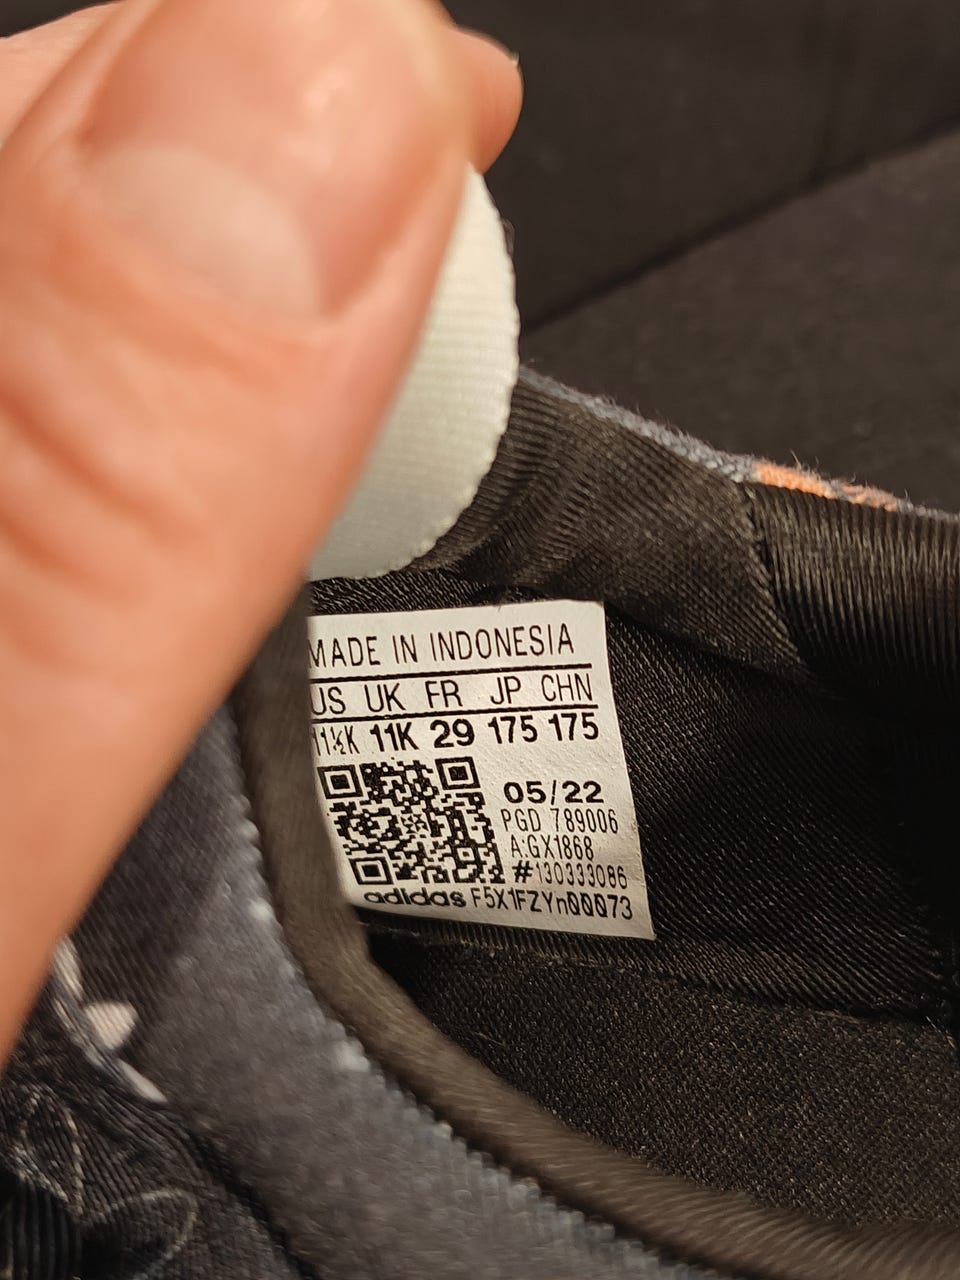 MADE IN INDONESIA
US UK FR JP CHN
11½K 11K 29 175 175
05/22
PGD 789006
A:GX1868
#130333086
adidas F5X1FZYn00073